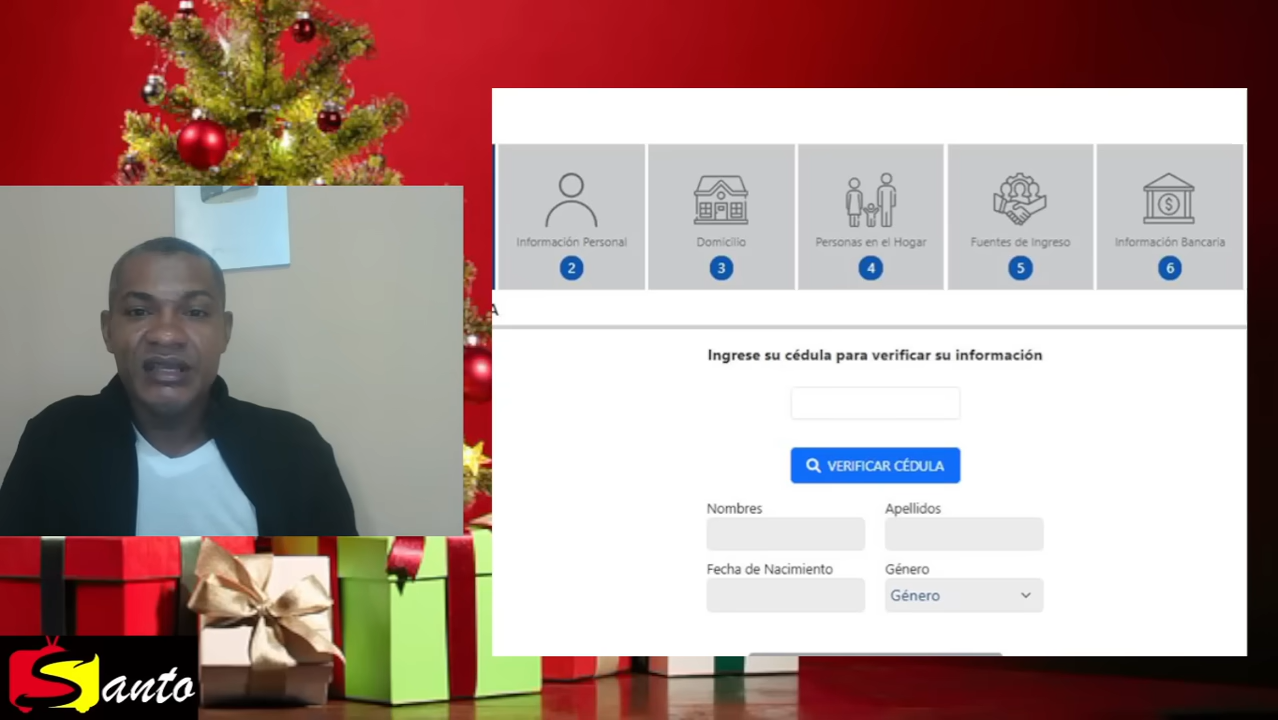 Información Personal
2
Domicilio
3
Personas en el Hogar
4
Fuentes de Ingreso
5
Información Bancaria
6
A
Ingrese su cédula para verificar su información
VERIFICAR CÉDULA
Nombres
Apellidos
Fecha de Nacimiento
Género
Género
Santo